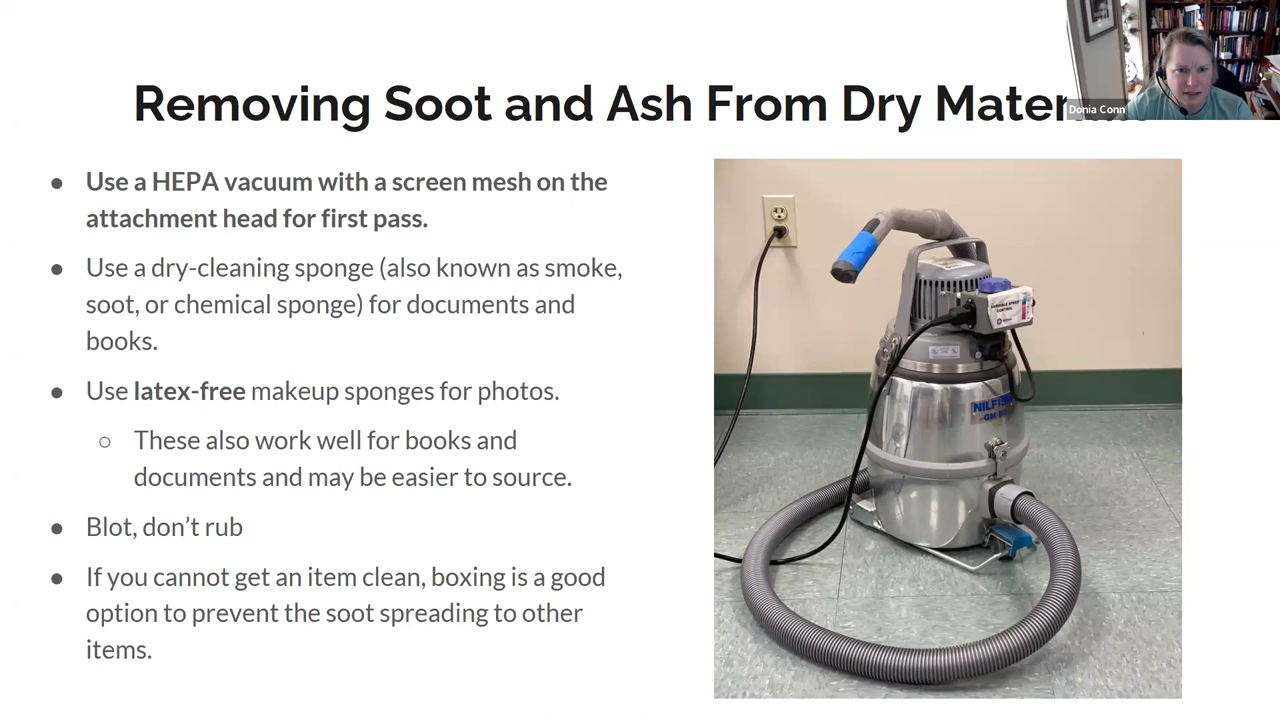 Removing Soot and Ash From Dry
Donia Conn
● Use a HEPA vacuum with a screen mesh on the
attachment head for first pass.
● Use a dry-cleaning sponge (also known as smoke,
soot, or chemical sponge) for documents and
books.
● Use latex-free makeup sponges for photos.
○ These also work well for books and
documents and may be easier to source.
● Blot, don’t rub
● If you cannot get an item clean, boxing is a good
option to prevent the soot spreading to other
items.